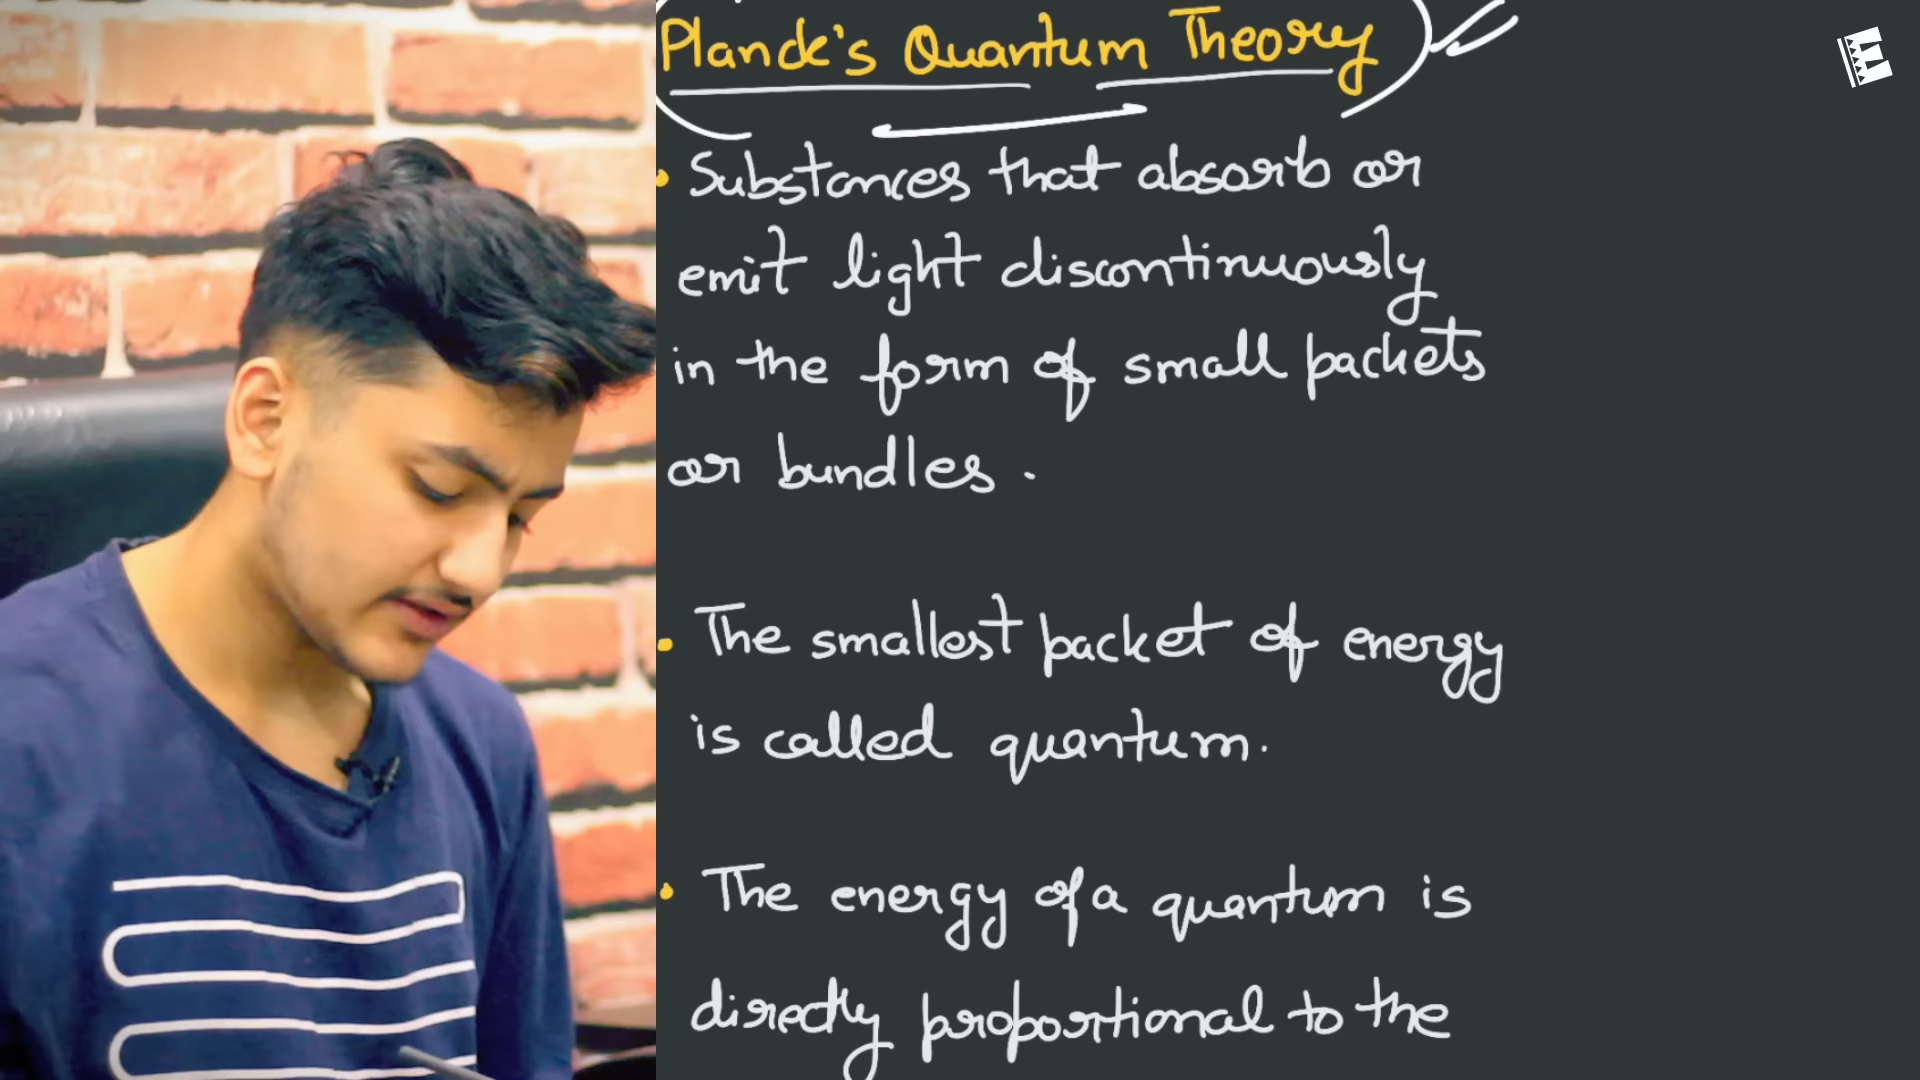 Planck's Quantum Theory
• Substances that absorb or
emit light discontinuously
in the form of small packets
or bundles.
• The smallest packet of energy
is called quantum.
• The energy of a quantum is
directly proportional to the
E